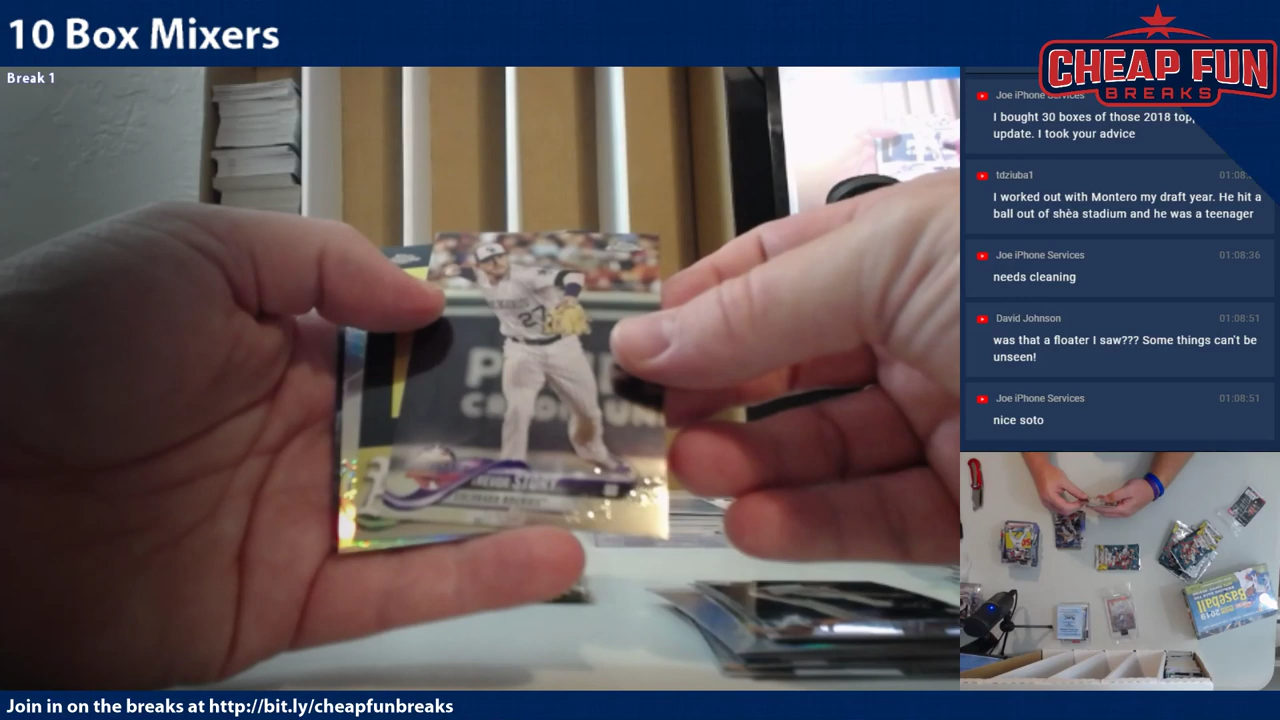 10 Box Mixers
CHEAP FUN
BREAKS
Break 1
Joe iPhone Services
I bought 30 boxes of those 2018
update. I took your advice
tdziuba1
I worked out with Montero my draft year. He hit a
ball out of shèa stadium and he was a teenager
Joe iPhone Services 01:08:36
needs cleaning
David Johnson 01:08:51
was that a floater I saw??? Some things can't be
unseen!
Joe iPhone Services 01:08:51
nice soto
27
TREVOR STORY
COLORADO ROCKIES
Baseball
2019
Join in on the breaks at http://bit.ly/cheapfunbreaks